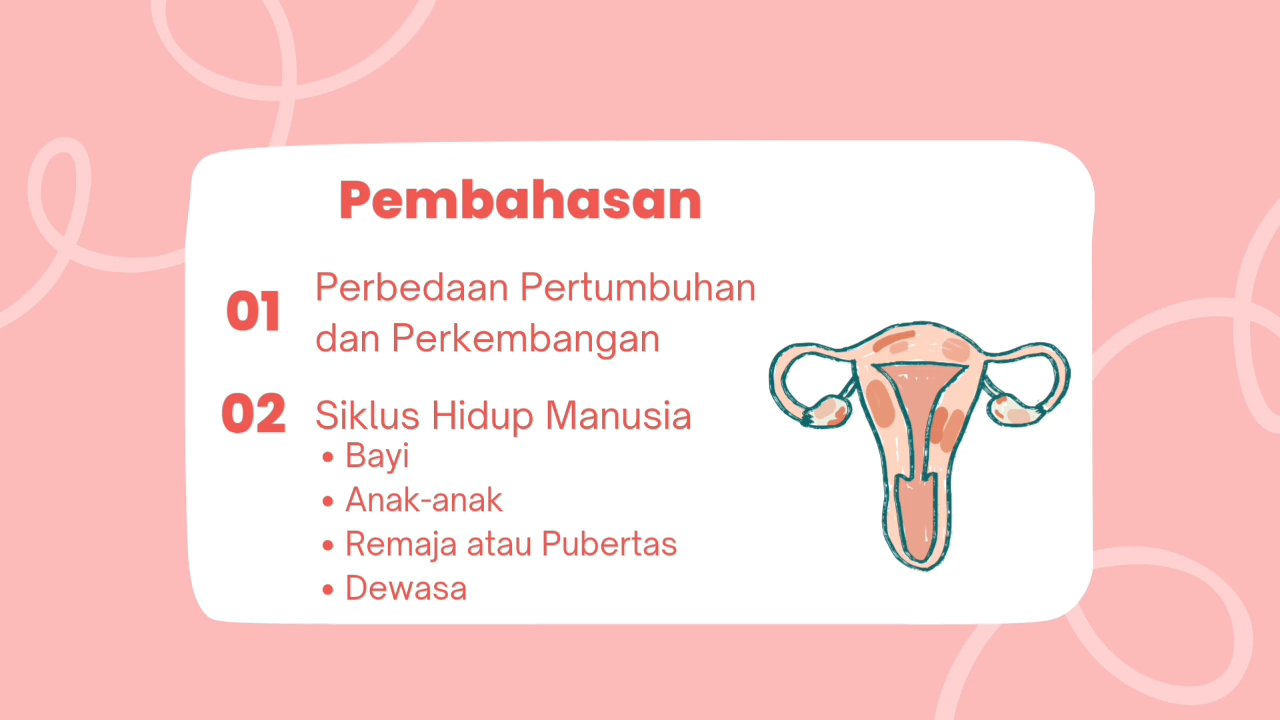 Pembahasan
01
Perbedaan Pertumbuhan
dan Perkembangan
02
Siklus Hidup Manusia
• Bayi
• Anak-anak
• Remaja atau Pubertas
• Dewasa